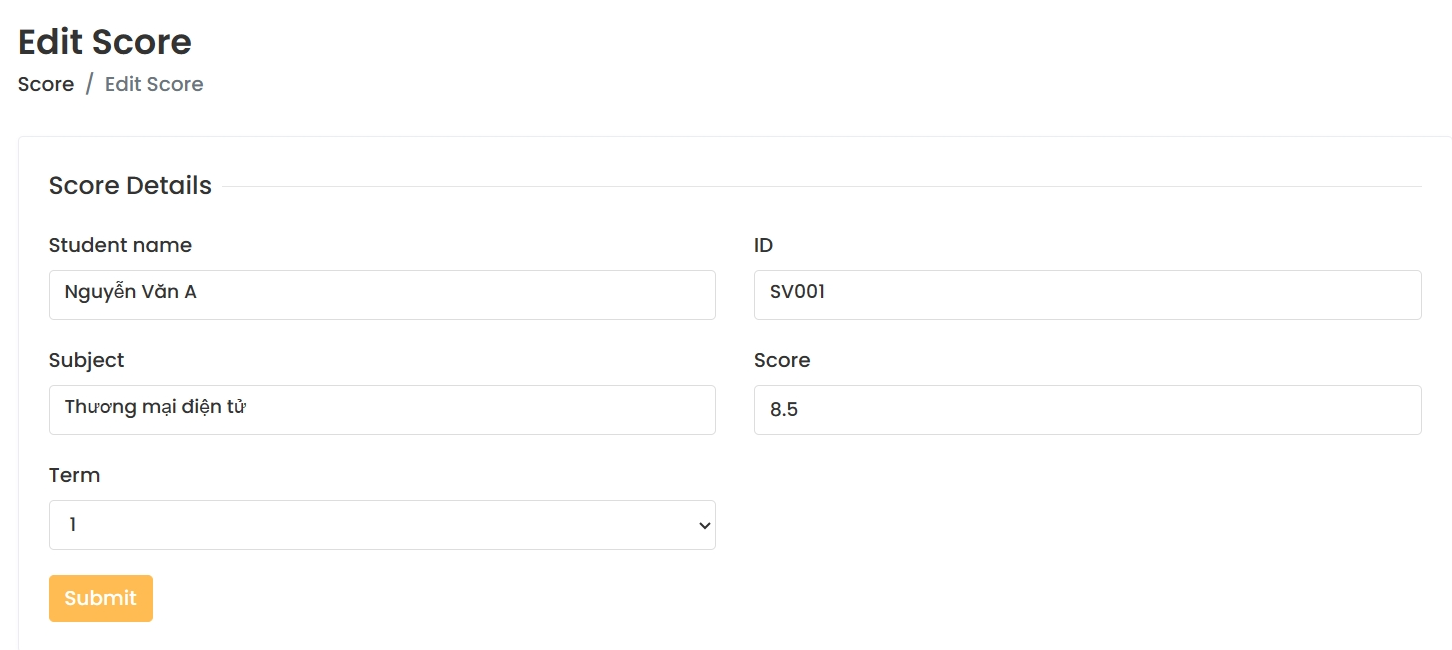 Edit Score
Score / Edit Score
Score Details
Student name
Nguyễn Văn A
ID
SV001
Subject
Thương mại điện tử
Score
8.5
Term
1
Submit